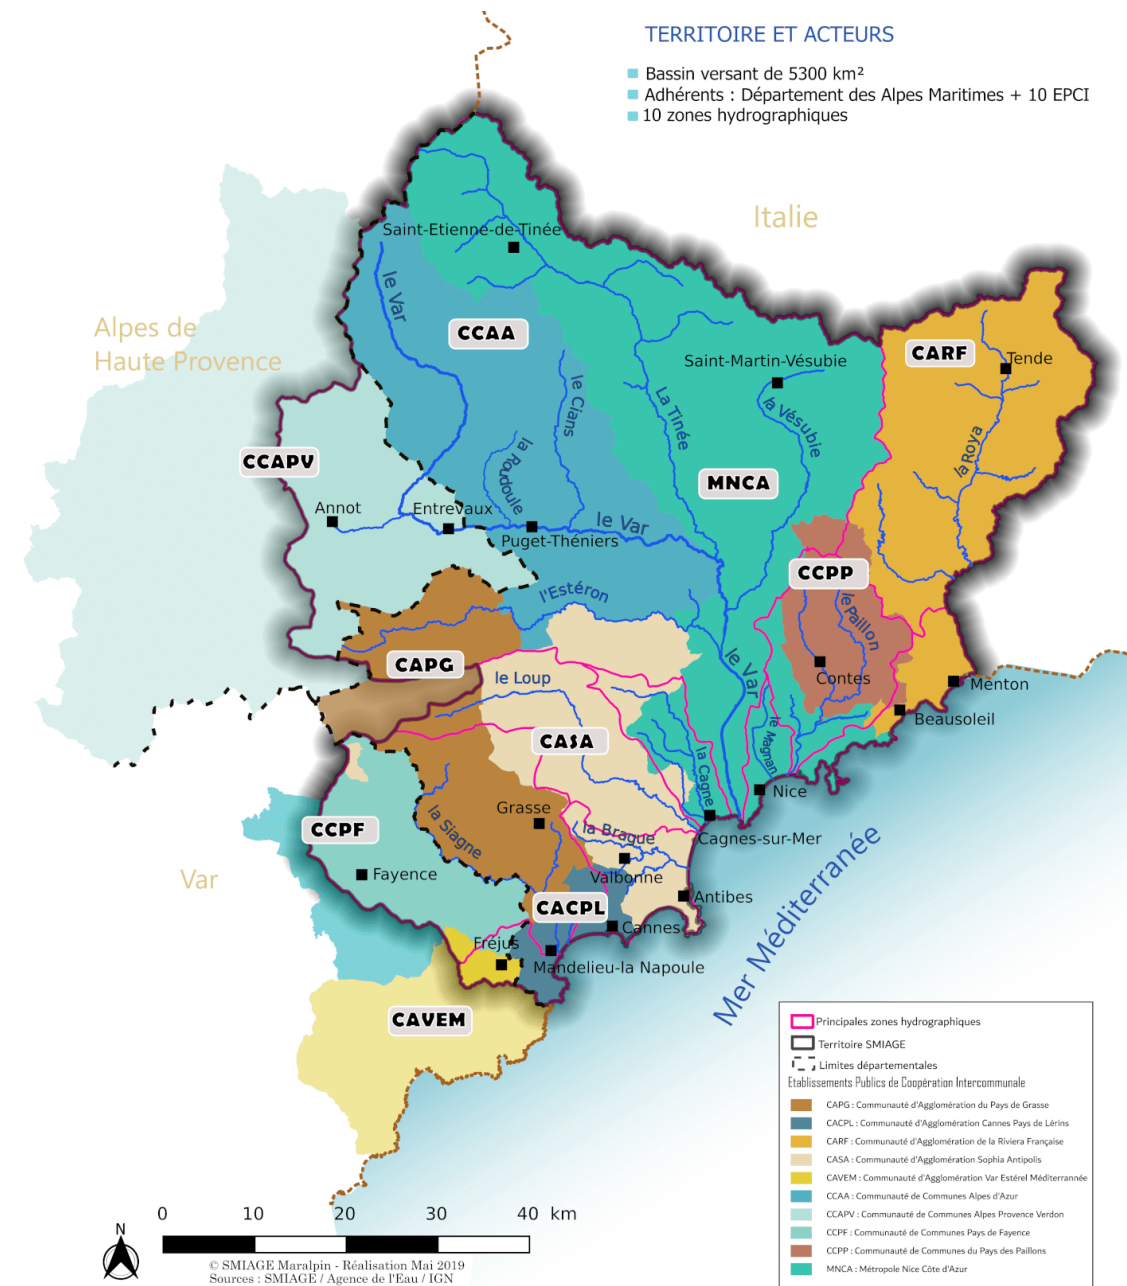 TERRITOIRE ET ACTEURS
Bassin versant de 5300 km²
Adhérents : Département des Alpes Maritimes + 10 EPCI
10 zones hydrographiques
Italie
Saint-Etienne-de-Tinée
le Var
Alpes de
Haute Provence
CCAA
CARF
Tende
Saint-Martin-Vésubie
le Cians
La Tinée
la Vésubie
la Roya
CCAPV
la Roudoule
MNCA
Annot
Entrevaux
le Var
Puget-Théniers
CCPP
l'Estéron
le Paillon
CAPG
le Loup
le Var
Contes
Menton
Beausoleil
le Magnan
CASA
la Cagne
Nice
Grasse
la Siagne
CCPF
la Brague
Cagnes-sur-Mer
Var
Fayence
Valbonne
Antibes
CACPL
Cannes
Fréjus
Mandelieu-la Napoule
Mer Méditerranée
CAVEM
Principales zones hydrographiques
Territoire SMIAGE
Limites départementales
Etablissements Publics de Coopération Intercommunale
CAPG : Communauté d'Agglomération du Pays de Grasse
CACPL : Communauté d'Agglomération Cannes Pays de Lérins
CARF : Communauté d'Agglomération de la Riviera Française
CASA : Communauté d'Agglomération Sophia Antipolis
CAVEM : Communauté d'Agglomération Var Estérel Méditerrannée
CCAA : Communauté de Communes Alpes d'Azur
CCAPV : Communauté de Communes Alpes Provence Verdon
CCPF : Communauté de Communes Pays de Fayence
CCPP : Communauté de Communes du Pays des Paillons
MNCA : Métropole Nice Côte d'Azur
0 10 20 30 40 km
N
© SMIAGE Maralpin - Réalisation Mai 2019
Sources : SMIAGE / Agence de l'Eau / IGN